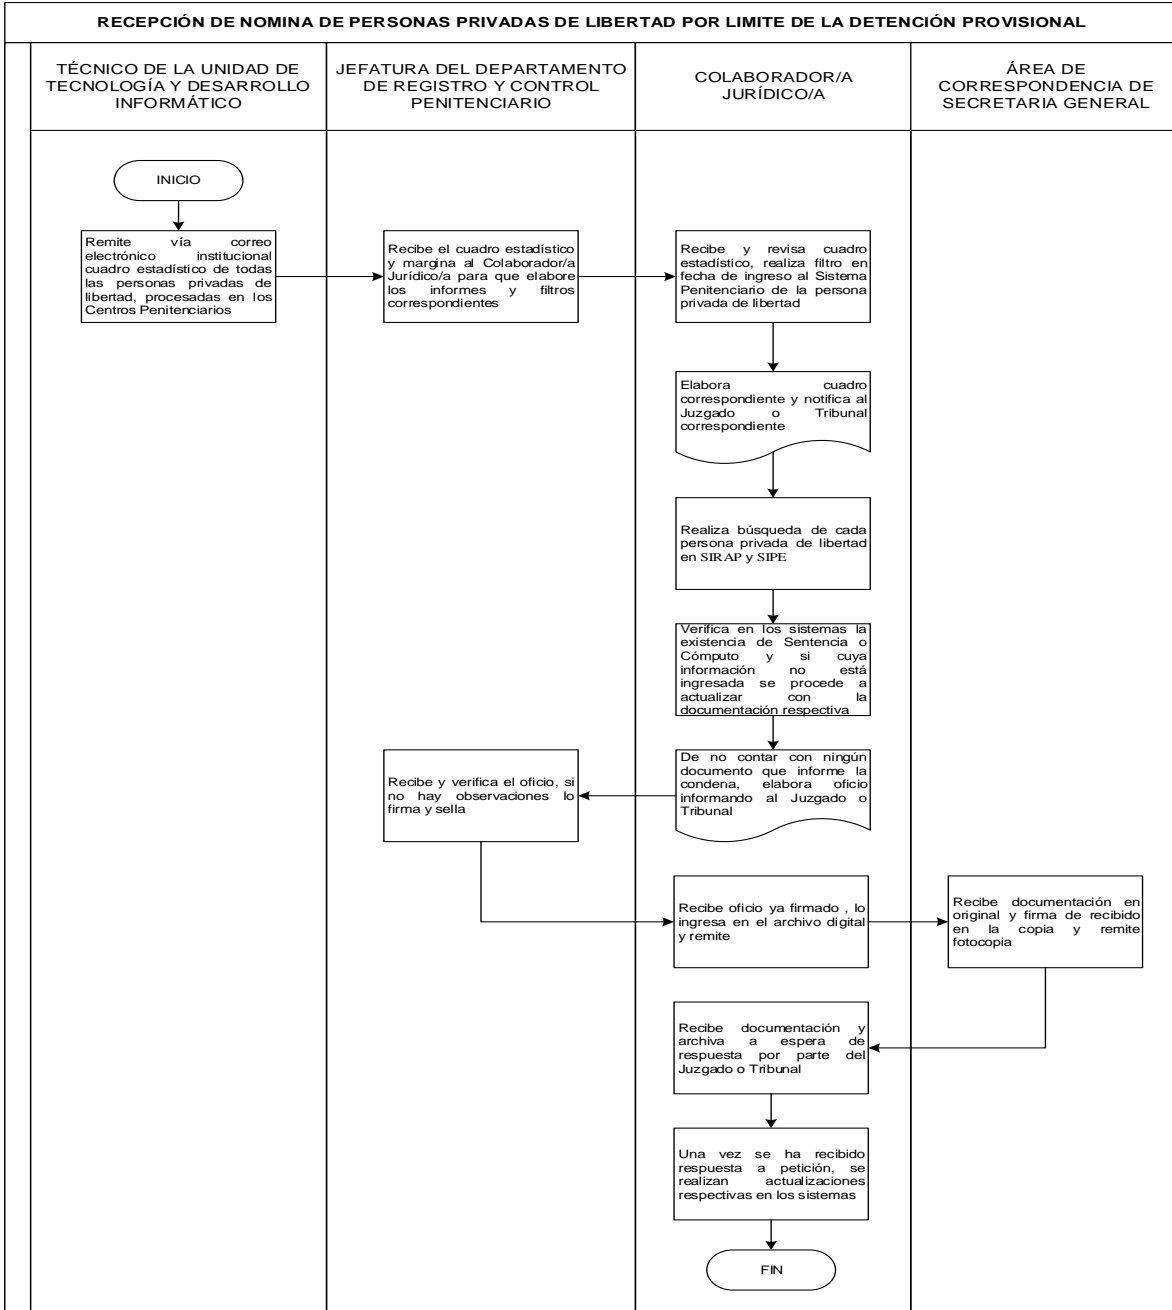 RECEPCIÓN DE NOMINA DE PERSONAS PRIVADAS DE LIBERTAD POR LIMITE DE LA DETENCIÓN PROVISIONAL
TÉCNICO DE LA UNIDAD DE
TECNOLOGÍA Y DESARROLLO
INFORMÁTICO
JEFATURA DEL DEPARTAMENTO
DE REGISTRO Y CONTROL
PENITENCIARIO
COLABORADOR/A
JURÍDICO/A
ÁREA DE
CORRESPONDENCIA DE
SECRETARIA GENERAL
INICIO
Remite vía correo
electrónico institucional
cuadro estadístico de todas
las personas privadas de
libertad, procesadas en los
Centros Penitenciarios
Recibe el cuadro estadístico
y margina al Colaborador/a
Jurídico/a para que elabore
los informes y filtros
correspondientes
Recibe y revisa cuadro
estadístico, realiza filtro en
fecha de ingreso al Sistema
Penitenciario de la persona
privada de libertad
Elabora cuadro
correspondiente y notifica al
Juzgado o Tribunal
correspondiente
Realiza búsqueda de cada
persona privada de libertad
en SIRAP y SIPE
Verifica en los sistemas la
existencia de Sentencia o
Cómputo y si cuya
información no está
ingresada se procede a
actualizar con la
documentación respectiva
De no contar con ningún
documento que informe la
condena, elabora oficio
informando al Juzgado o
Tribunal
Recibe y verifica el oficio, si
no hay observaciones lo
firma y sella
Recibe oficio ya firmado , lo
ingresa en el archivo digital
y remite
Recibe documentación en
original y firma de recibido
en la copia y remite
fotocopia
Recibe documentación y
archiva a espera de
respuesta por parte del
Juzgado o Tribunal
Una vez se ha recibido
respuesta a petición, se
realizan actualizaciones
respectivas en los sistemas
FIN